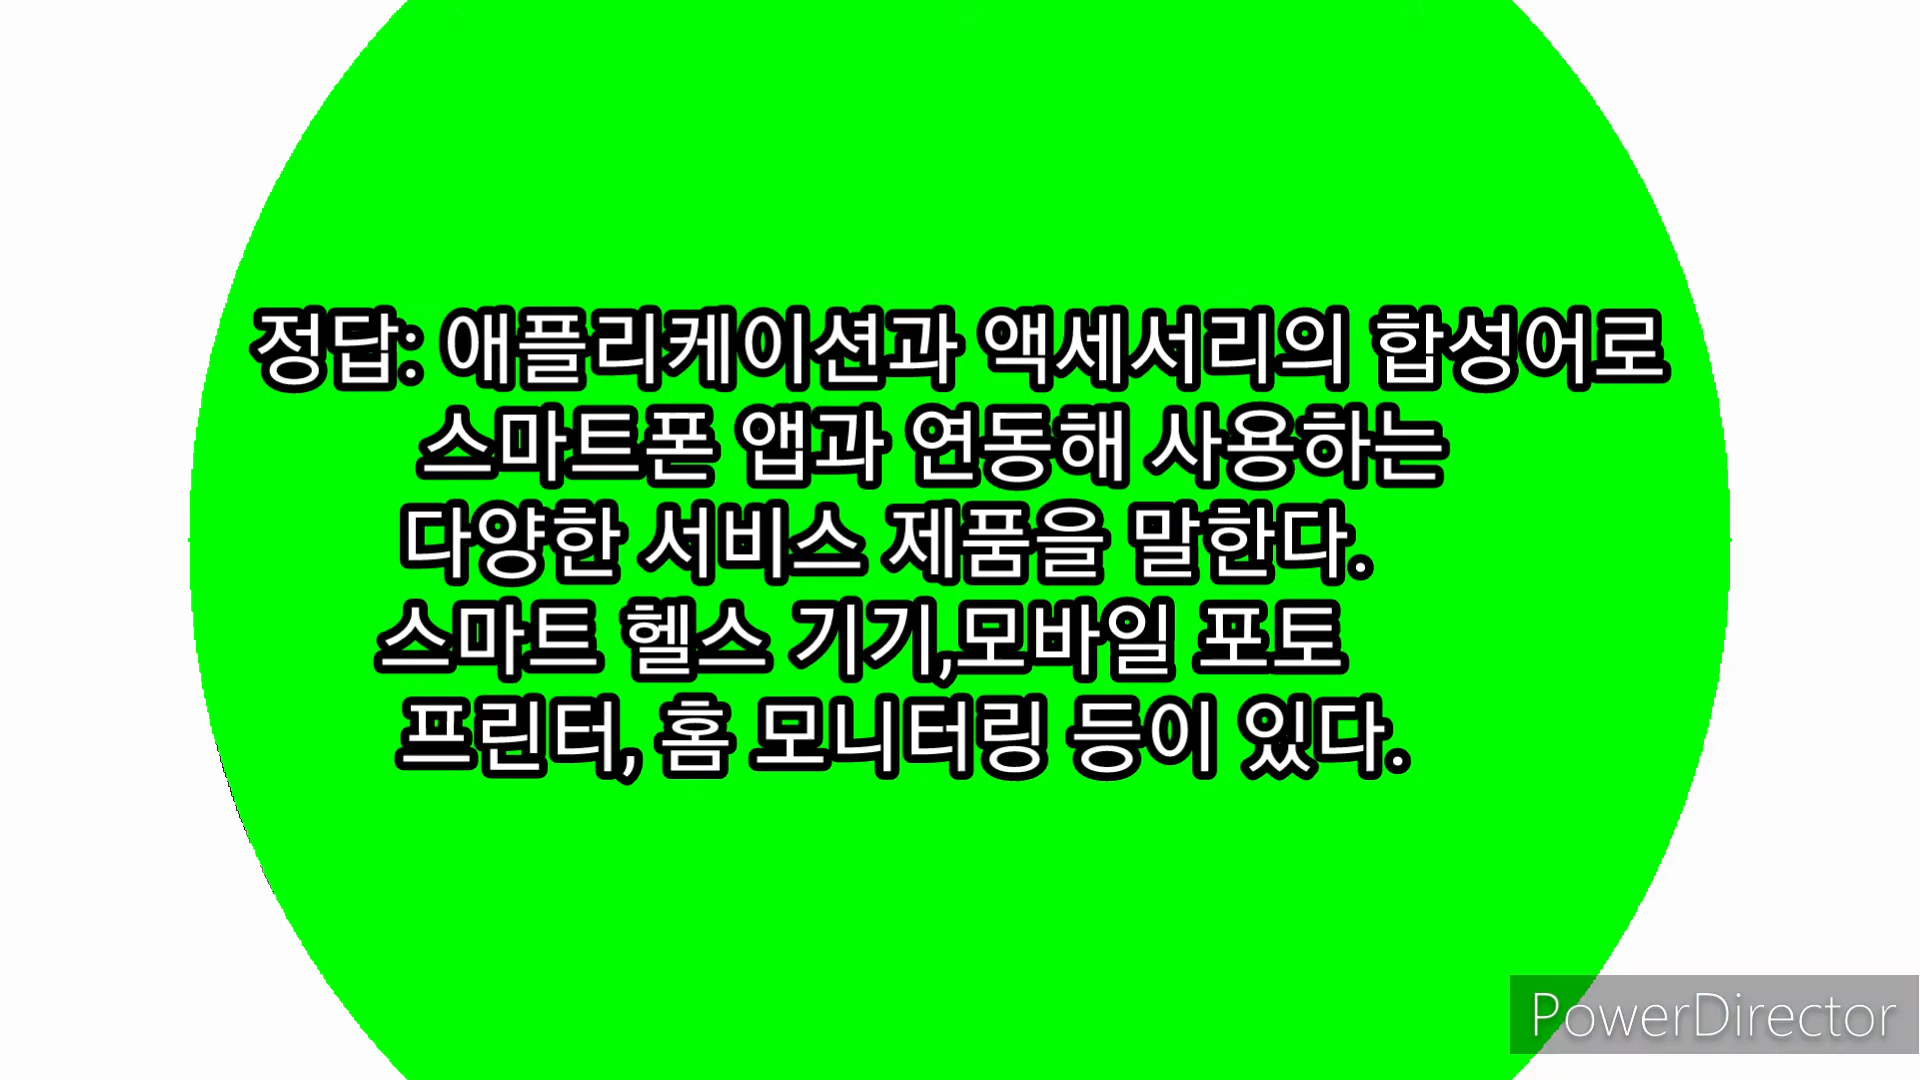 정답: 애플리케이션과 액세서리의 합성어로
스마트폰 앱과 연동해 사용하는
다양한 서비스 제품을 말한다.
스마트 헬스 기기,모바일 포토
프린터, 홈 모니터링 등이 있다.
PowerDirector